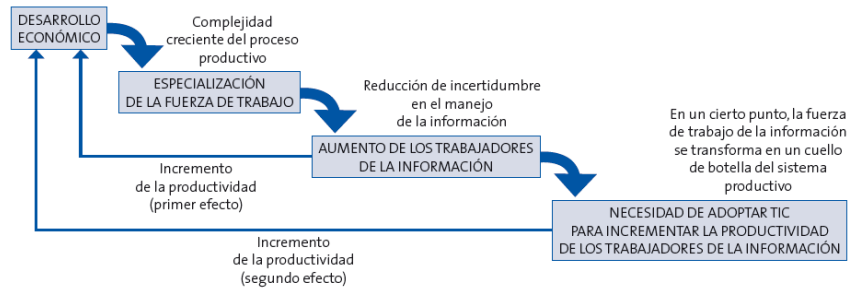 DESARROLLO
ECONÓMICO
Complejidad
creciente del proceso
productivo
ESPECIALIZACIÓN
DE LA FUERZA DE TRABAJO
Reducción de incertidumbre
en el manejo
de la información
AUMENTO DE LOS TRABAJADORES
DE LA INFORMACIÓN
En un cierto punto, la fuerza
de trabajo de la información
se transforma en un cuello
de botella del sistema
productivo
Incremento
de la productividad
(primer efecto)
NECESIDAD DE ADOPTAR TIC
PARA INCREMENTAR LA PRODUCTIVIDAD
DE LOS TRABAJADORES DE LA INFORMACIÓN
Incremento
de la productividad
(segundo efecto)